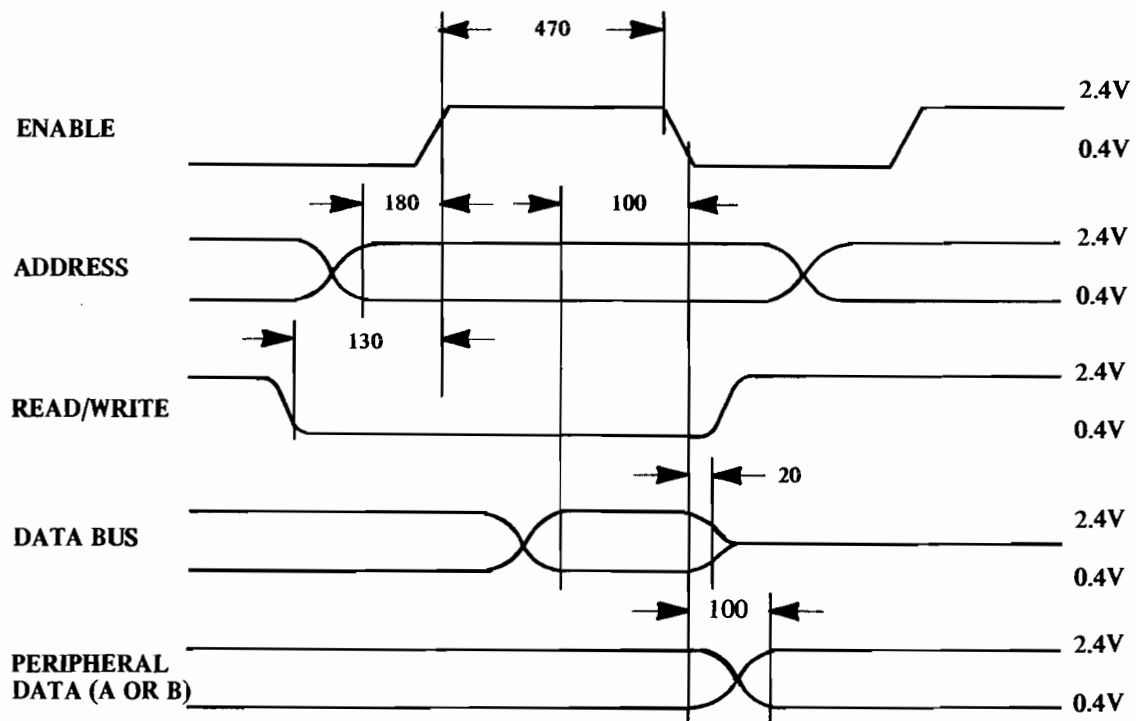 470
2.4V
ENABLE
0.4V
180
100
2.4V
ADDRESS
0.4V
130
2.4V
READ/WRITE
0.4V
20
2.4V
DATA BUS
0.4V
100
2.4V
PERIPHERAL
DATA (A OR B)
0.4V